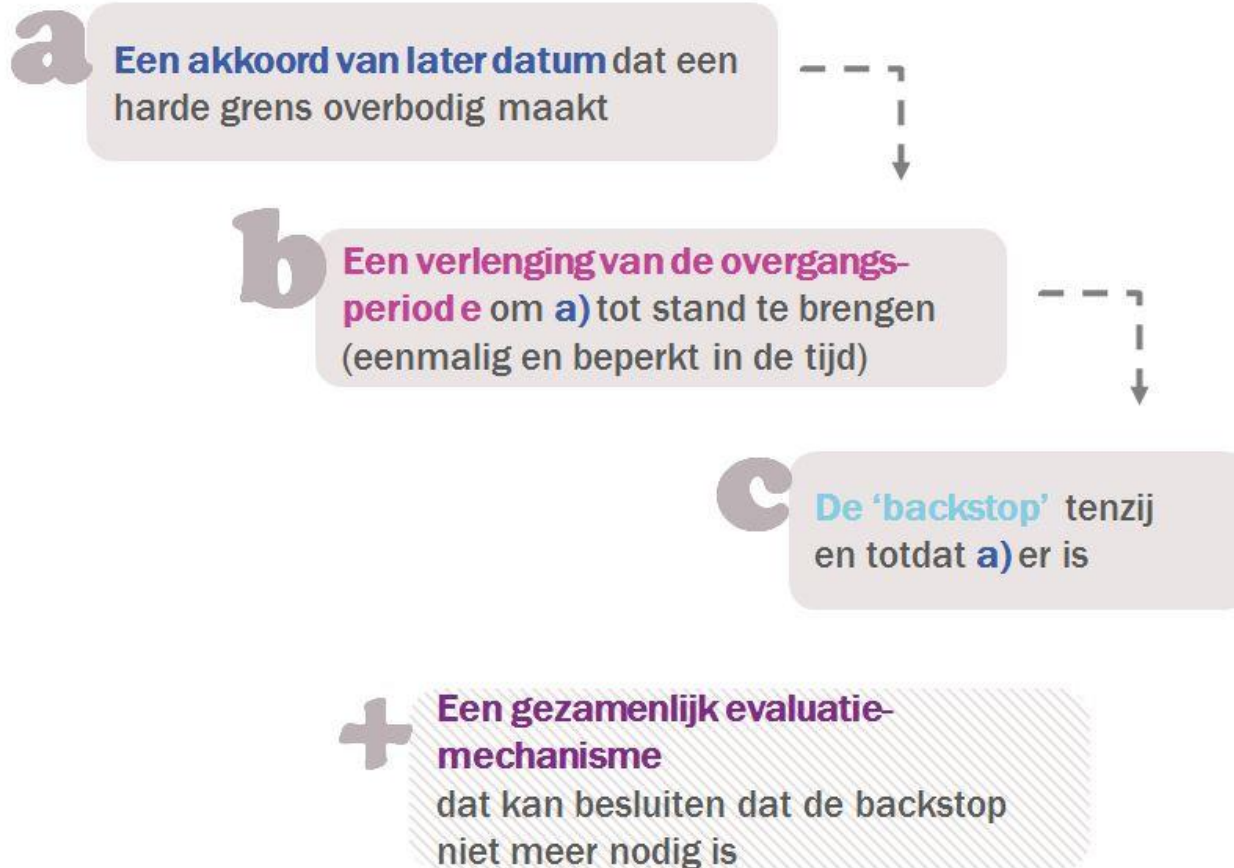 a
Een akkoord van later datum dat een
harde grens overbodig maakt
b
Een verlenging van de overgangs-
periode om a) tot stand te brengen
(eenmalig en beperkt in de tijd)
c
De ‘backstop’ tenzij
en totdat a) er is
+
Een gezamenlijk evaluatie-
mechanisme
dat kan besluiten dat de backstop
niet meer nodig is